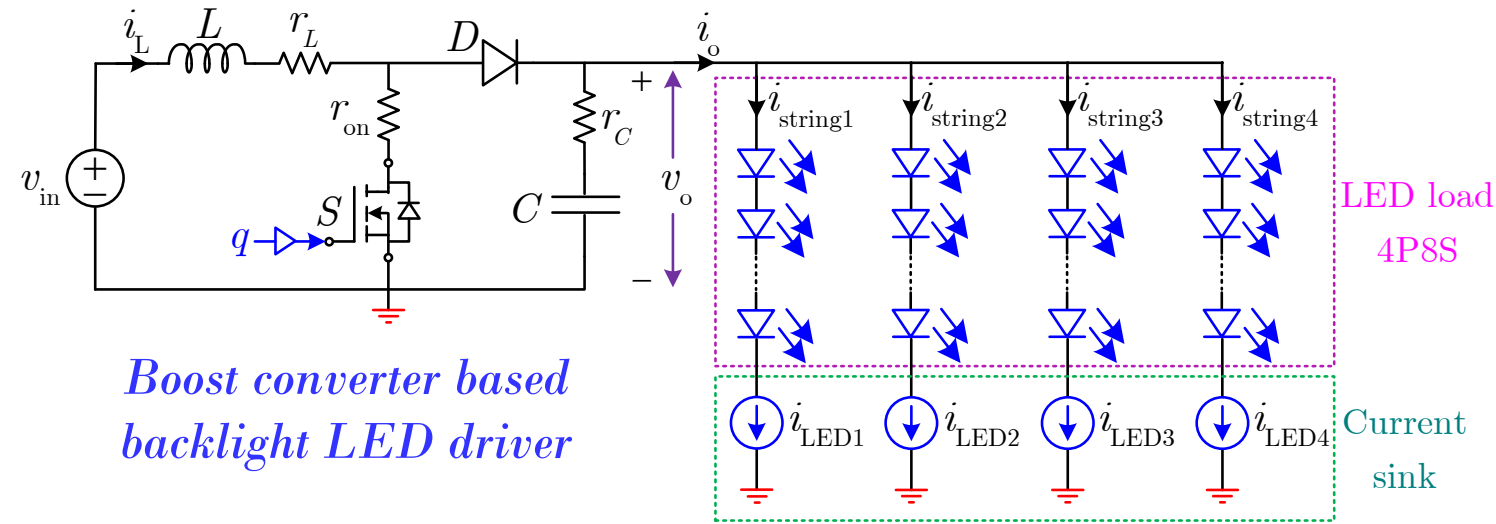 i_L L r_L D i_o
+
r_on r_C
i_string1 i_string2 i_string3 i_string4
v_in + − S C v_o
q
−
LED load
4P8S
Boost converter based
backlight LED driver
i_LED1 i_LED2 i_LED3 i_LED4
Current
sink